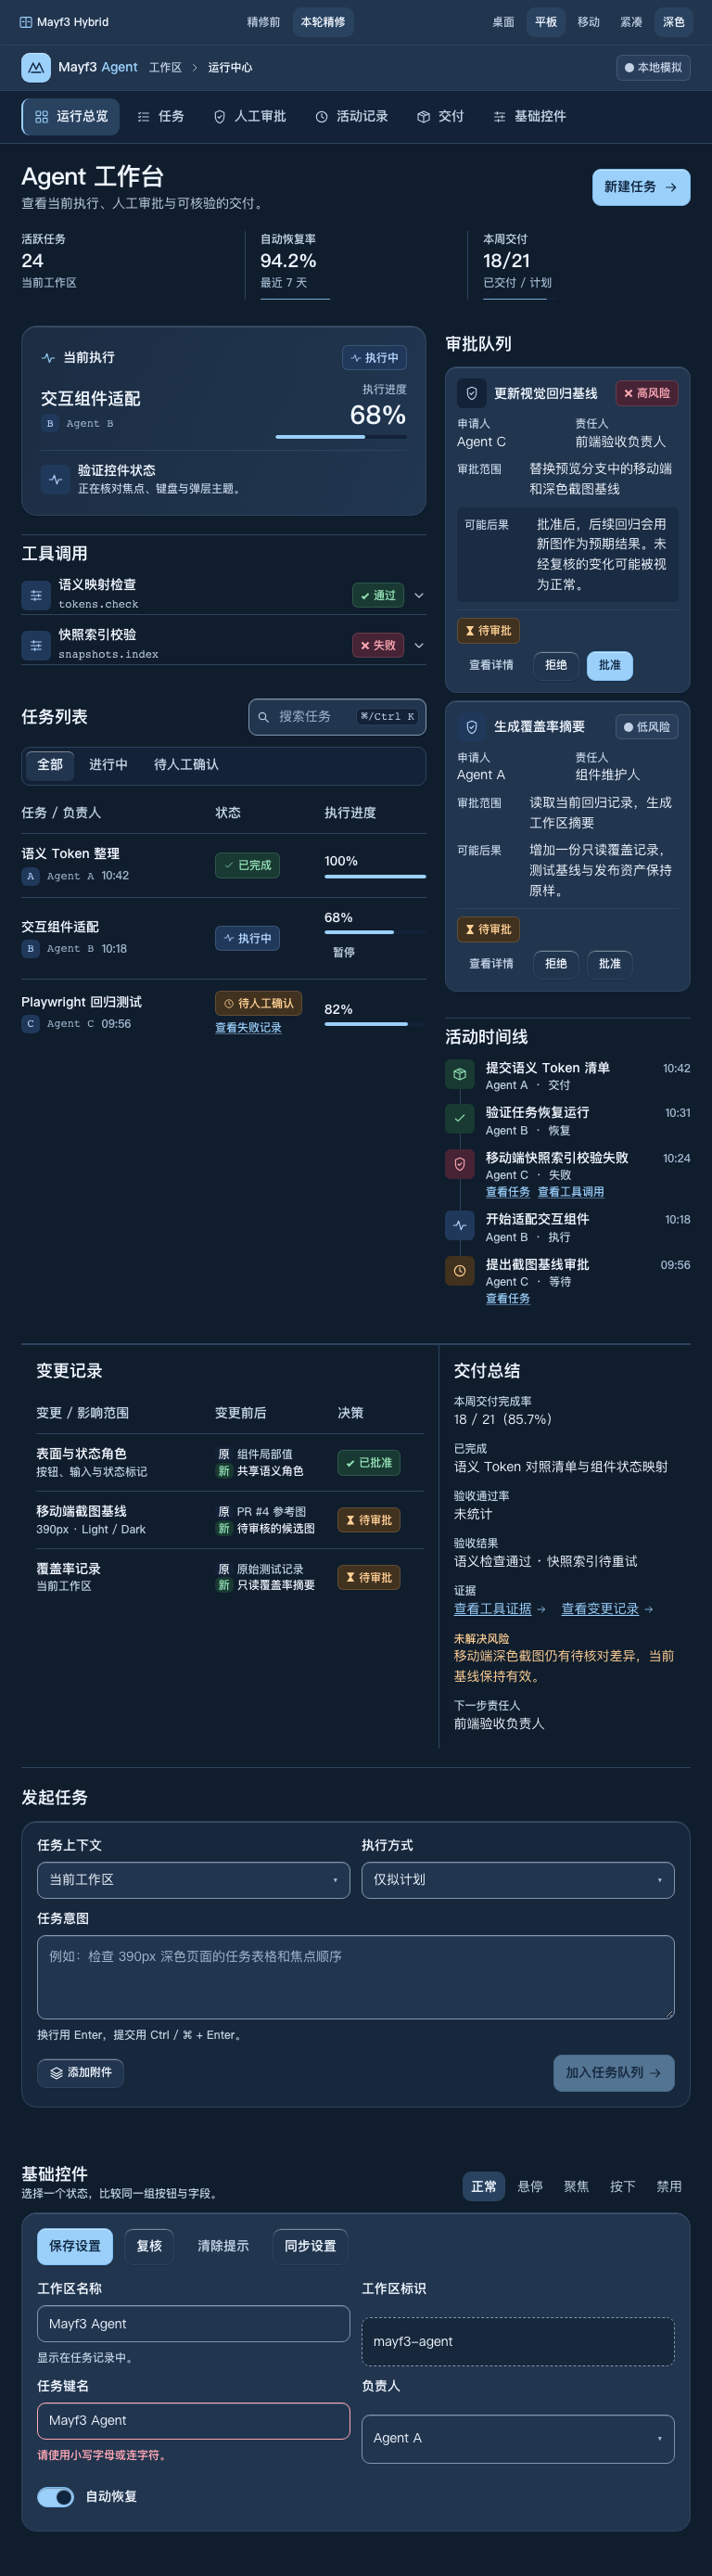 Mayf3 Hybrid
精修前 本轮精修
桌面 平板 移动 紧凑 深色
Mayf3 Agent 工作区 > 运行中心
本地模拟
运行总览 任务 人工审批 活动记录 交付 基础控件
Agent 工作台
查看当前执行、人工审批与可核验的交付。
新建任务 →
活跃任务
24
当前工作区
自动恢复率
94.2%
最近 7 天
本周交付
18/21
已交付 / 计划
当前执行
执行中
交互组件适配
B Agent B
执行进度
68%
验证控件状态
正在核对焦点、键盘与弹层主题。
工具调用
语义映射检查
tokens.check
通过
快照索引校验
snapshots.index
失败
任务列表
搜索任务 ⌘/Ctrl K
全部 进行中 待人工确认
任务 / 负责人 状态 执行进度
语义 Token 整理
A Agent A 10:42
已完成
100%
交互组件适配
B Agent B 10:18
执行中
68%
暂停
Playwright 回归测试
C Agent C 09:56
待人工确认
查看失败记录
82%
审批队列
更新视觉回归基线
高风险
申请人 责任人
Agent C 前端验收负责人
审批范围 替换预览分支中的移动端
和深色截图基线
可能后果 批准后，后续回归会用
新图作为预期结果。未
经复核的变化可能被视
为正常。
待审批
查看详情 拒绝 批准
生成覆盖率摘要
低风险
申请人 责任人
Agent A 组件维护人
审批范围 读取当前回归记录，生成
工作区摘要
可能后果 增加一份只读覆盖记录，
测试基线与发布资产保持
原样。
待审批
查看详情 拒绝 批准
活动时间线
提交语义 Token 清单 10:42
Agent A · 交付
验证任务恢复运行 10:31
Agent B · 恢复
移动端快照索引校验失败 10:24
Agent C · 失败
查看任务 查看工具调用
开始适配交互组件 10:18
Agent B · 执行
提出截图基线审批 09:56
Agent C · 等待
查看任务
变更记录
变更 / 影响范围 变更前后 决策
表面与状态角色
按钮、输入与状态标记
原 组件局部值
新 共享语义角色
已批准
移动端截图基线
390px · Light / Dark
原 PR #4 参考图
新 待审核的候选图
待审批
覆盖率记录
当前工作区
原 原始测试记录
新 只读覆盖率摘要
待审批
交付总结
本周交付完成率
18 / 21（85.7%）
已完成
语义 Token 对照清单与组件状态映射
验收通过率
未统计
验收结果
语义检查通过 · 快照索引待重试
证据
查看工具证据 → 查看变更记录 →
未解决风险
移动端深色截图仍有待核对差异，当前
基线保持有效。
下一步责任人
前端验收负责人
发起任务
任务上下文 执行方式
当前工作区 仅拟计划
任务意图
例如：检查 390px 深色页面的任务表格和焦点顺序
换行用 Enter，提交用 Ctrl / ⌘ + Enter。
添加附件
加入任务队列 →
基础控件
选择一个状态，比较同一组按钮与字段。
正常 悬停 聚焦 按下 禁用
保存设置 复核 清除提示 同步设置
工作区名称 工作区标识
Mayf3 Agent mayf3-agent
显示在任务记录中。
任务键名 负责人
Mayf3 Agent Agent A
请使用小写字母或连字符。
自动恢复